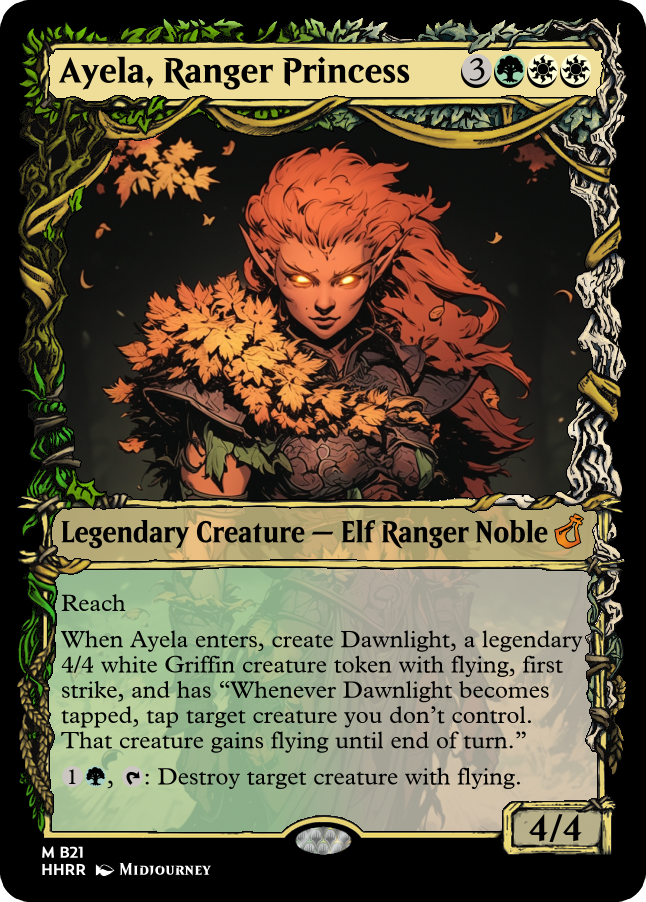 Ayela, Ranger Princess 3
Legendary Creature — Elf Ranger Noble
Reach
When Ayela enters, create Dawnlight, a legendary
4/4 white Griffin creature token with flying, first
strike, and has “Whenever Dawnlight becomes
tapped, tap target creature you don’t control.
That creature gains flying until end of turn.”
1 , : Destroy target creature with flying.
4/4
M B21
HHRR Midjourney